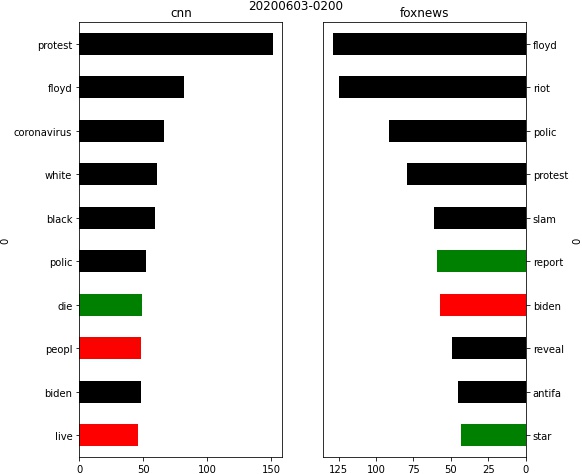 20200603-0200
cnn
foxnews
protest
floyd
coronavirus
white
black
polic
die
peopl
biden
live
0
0 50 100 150
floyd
riot
polic
protest
slam
report
biden
reveal
antifa
star
0
125 100 75 50 25 0